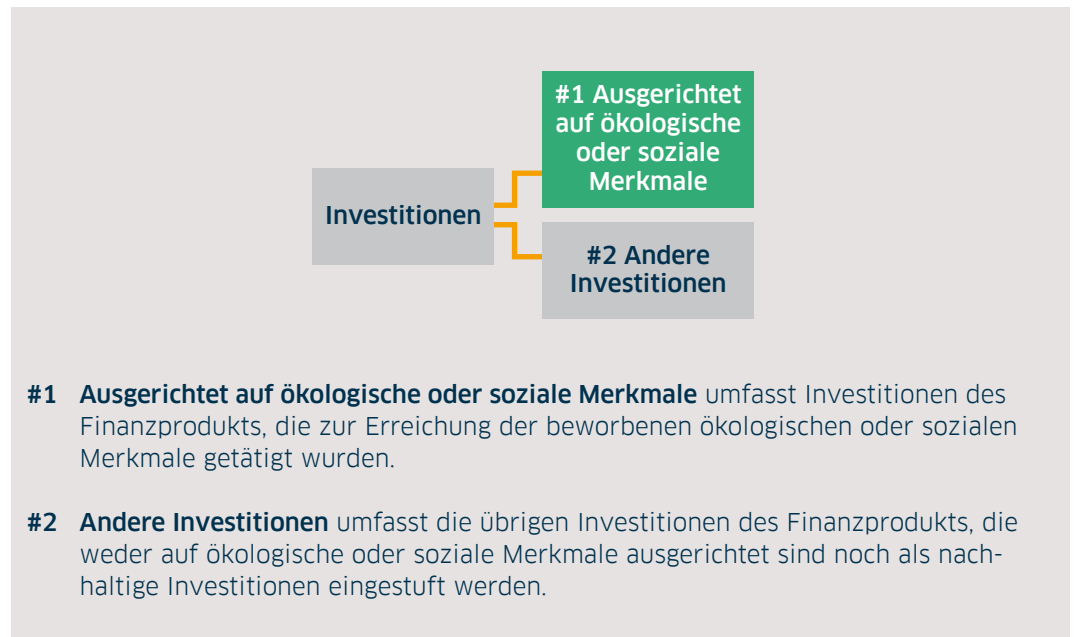 #1 Ausgerichtet
auf ökologische
oder soziale
Merkmale
Investitionen
#2 Andere
Investitionen
#1 Ausgerichtet auf ökologische oder soziale Merkmale umfasst Investitionen des
Finanzprodukts, die zur Erreichung der beworbenen ökologischen oder sozialen
Merkmale getätigt wurden.
#2 Andere Investitionen umfasst die übrigen Investitionen des Finanzprodukts, die
weder auf ökologische oder soziale Merkmale ausgerichtet sind noch als nach-
haltige Investitionen eingestuft werden.